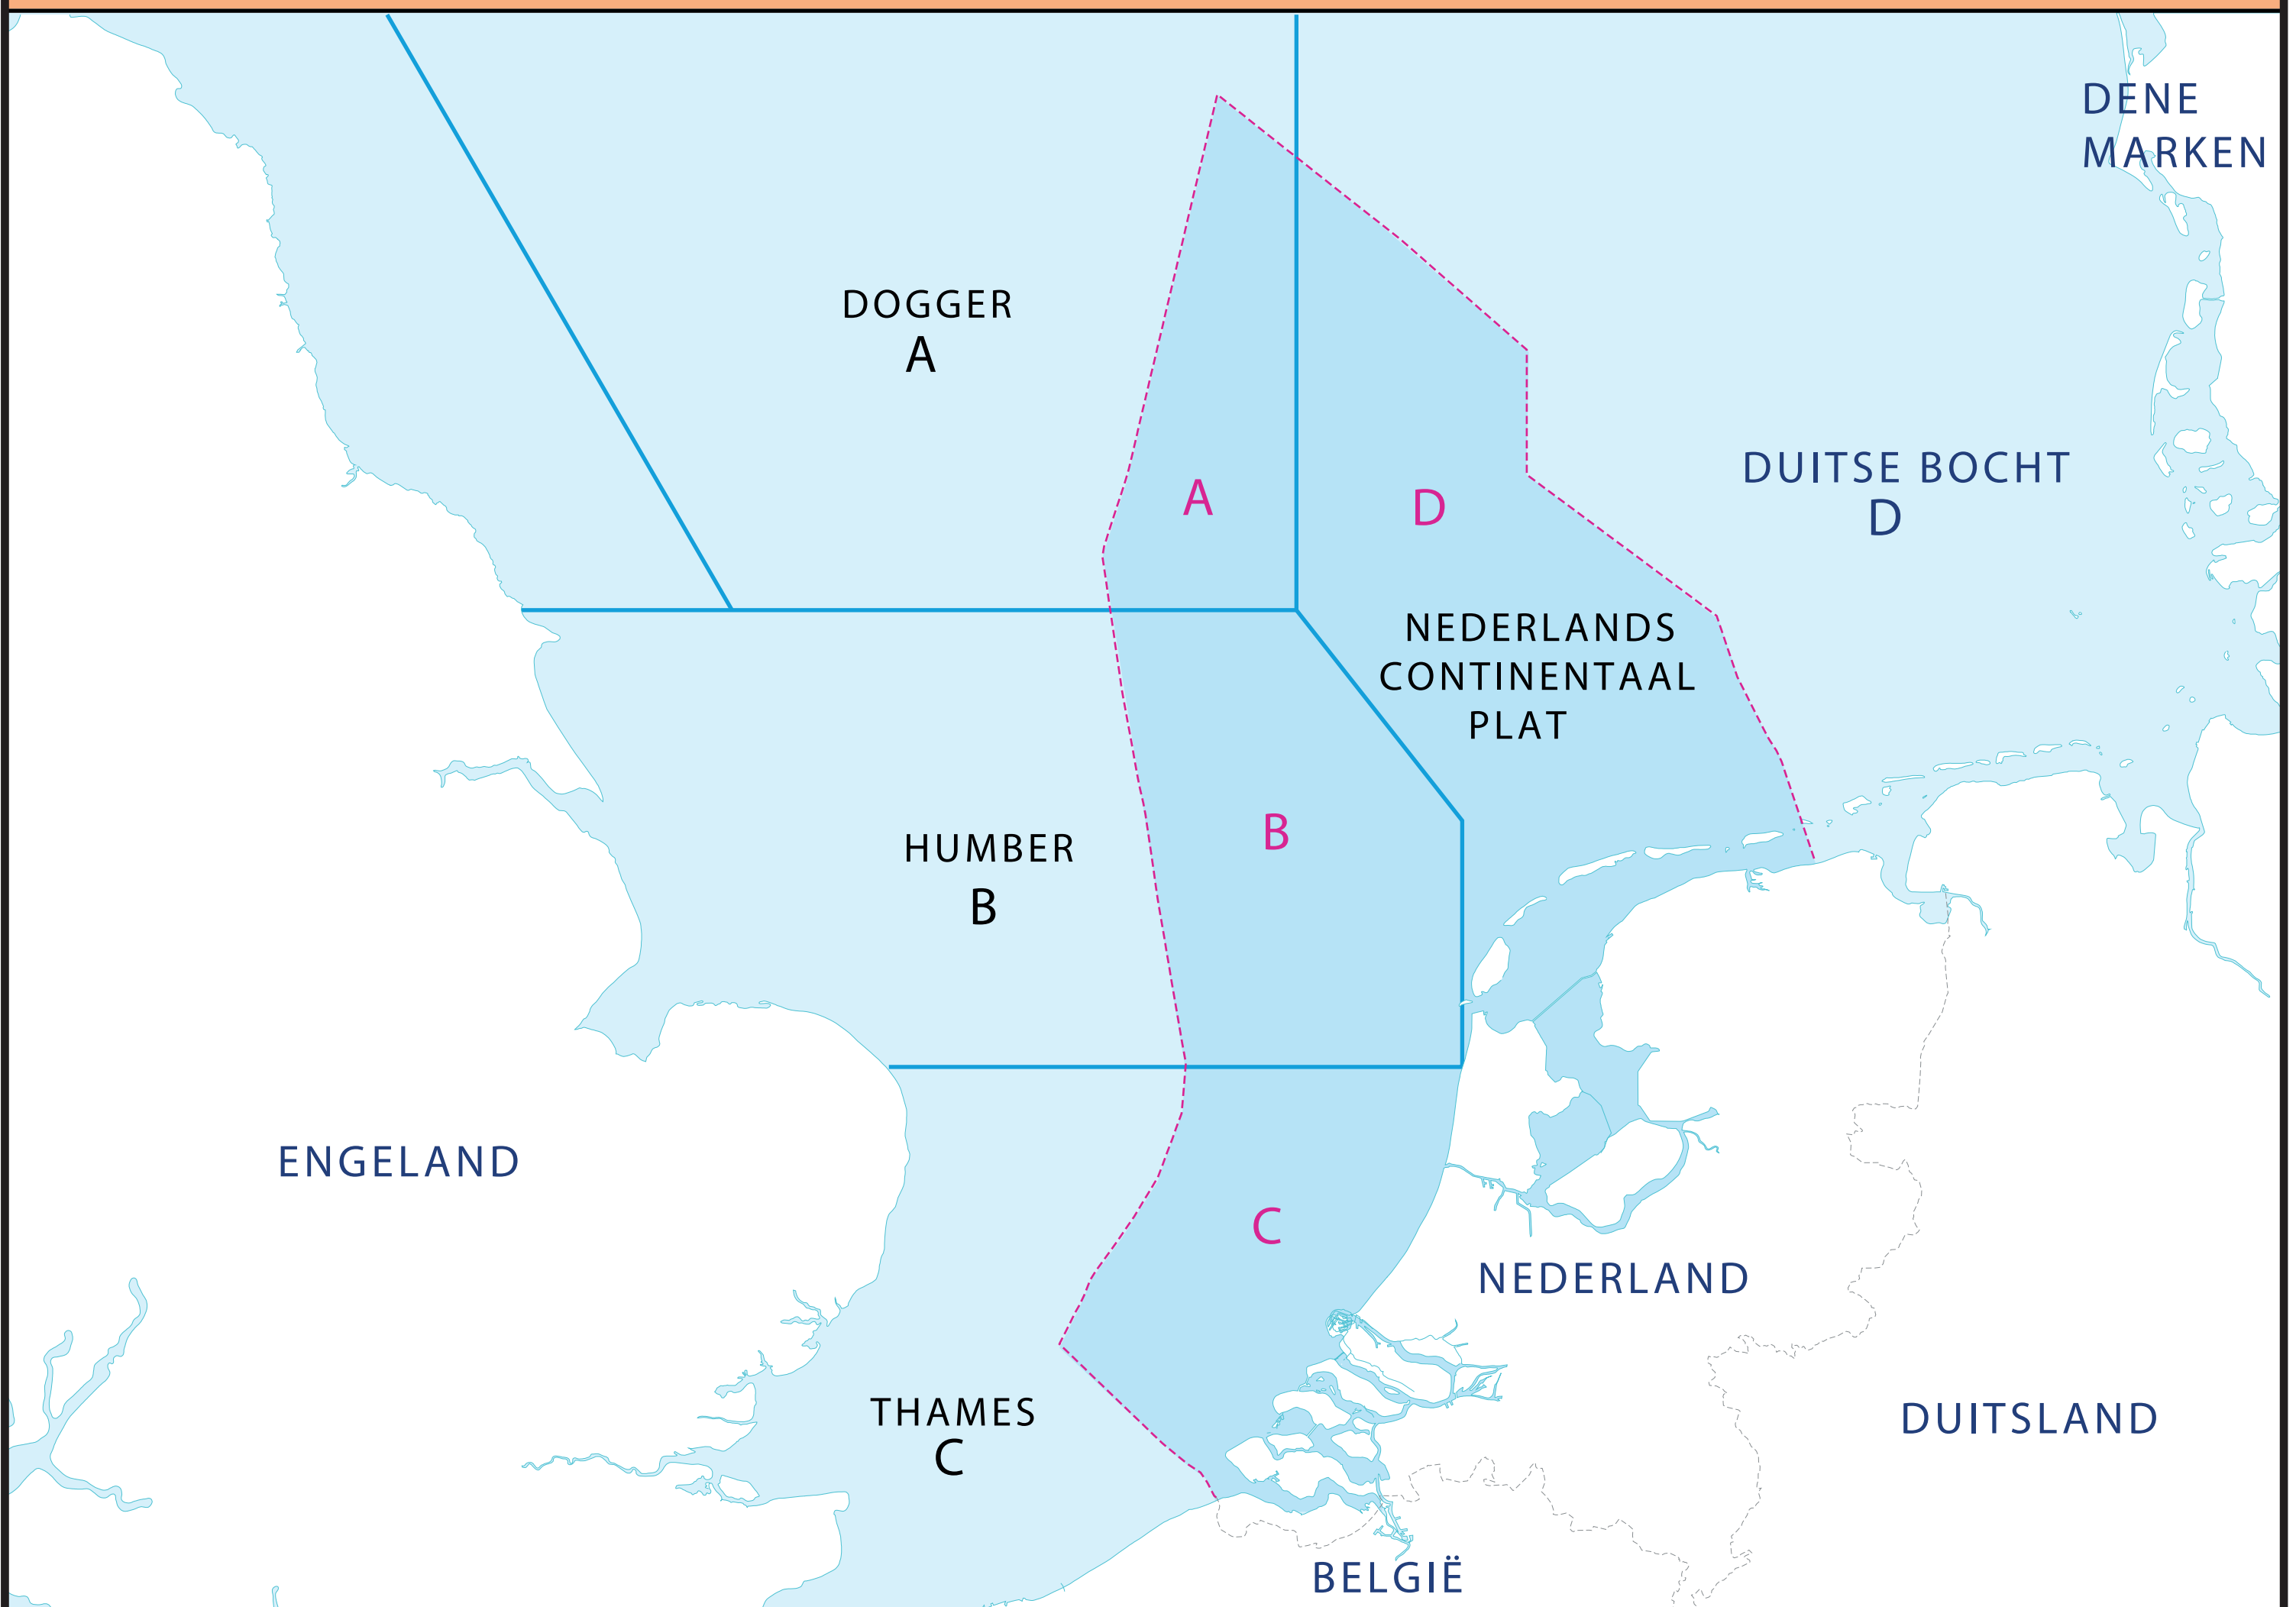 DENE
MARKEN
DOGGER
A
A
D
DUITSE BOCHT
D
NEDERLANDS
CONTINENTAAL
PLAT
HUMBER
B
B
ENGELAND
C
NEDERLAND
THAMES
C
DUITSLAND
BELGIË